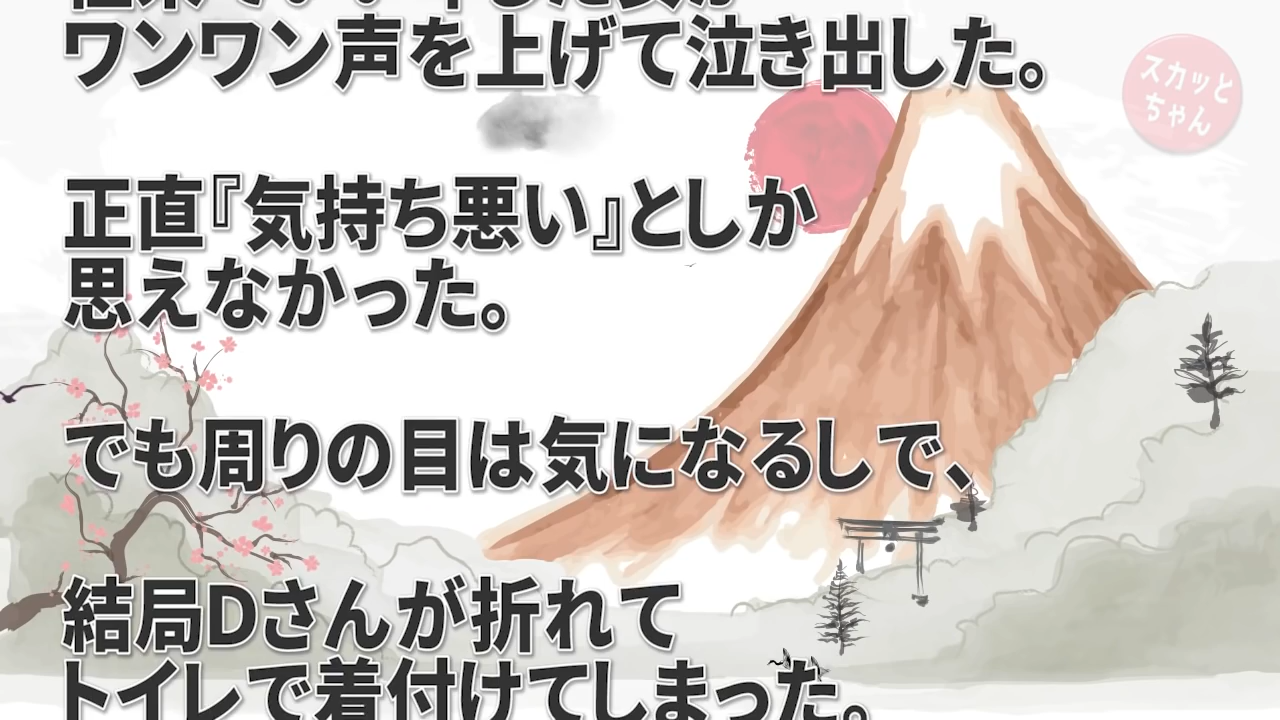 ワンワン声を上げて泣き出した。
スカッと
ちゃん
正直『気持ち悪い』としか
思えなかった。
でも周りの目は気になるしで、
結局Dさんが折れて
トイレで着付けてしまった。